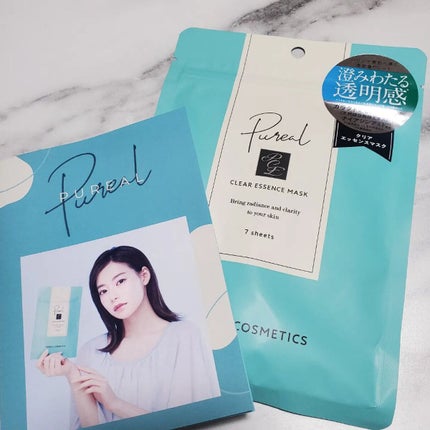 Pureal
PUREAL
Pureal
CLEAR ESSENCE MASK
Bring radiance and clarity
to your skin
7 sheets
COSMETICS
澄みわたる
透明感
クリア
エッセンスマスク
Pureal